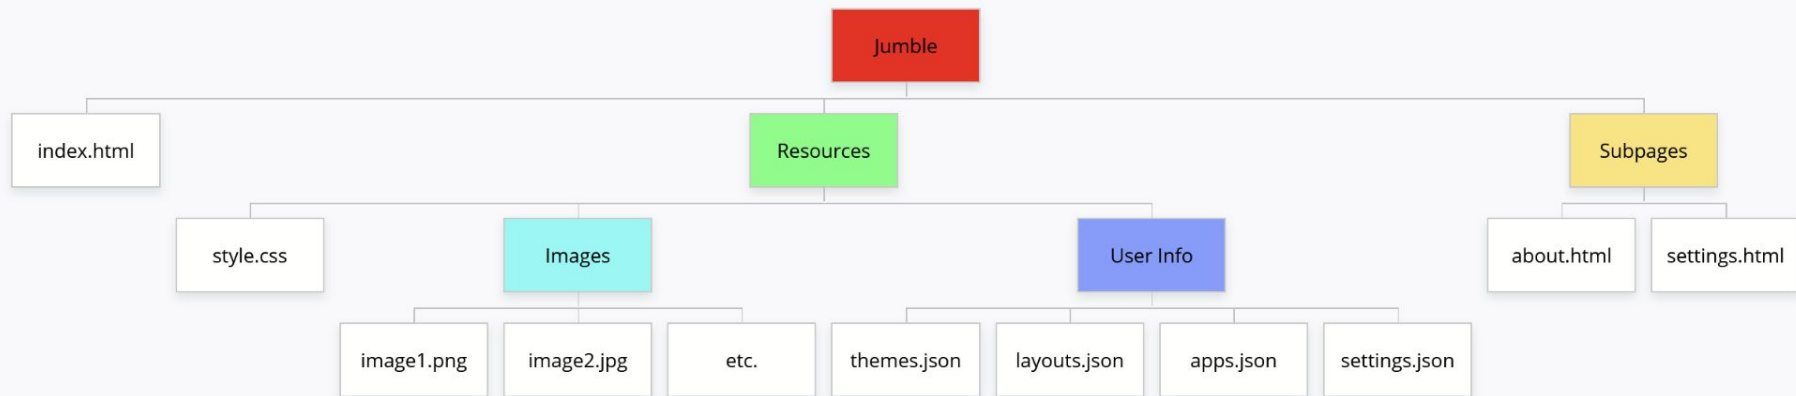 Jumble
index.html
Resources
Subpages
style.css
Images
User Info
about.html
settings.html
image1.png
image2.jpg
etc.
themes.json
layouts.json
apps.json
settings.json